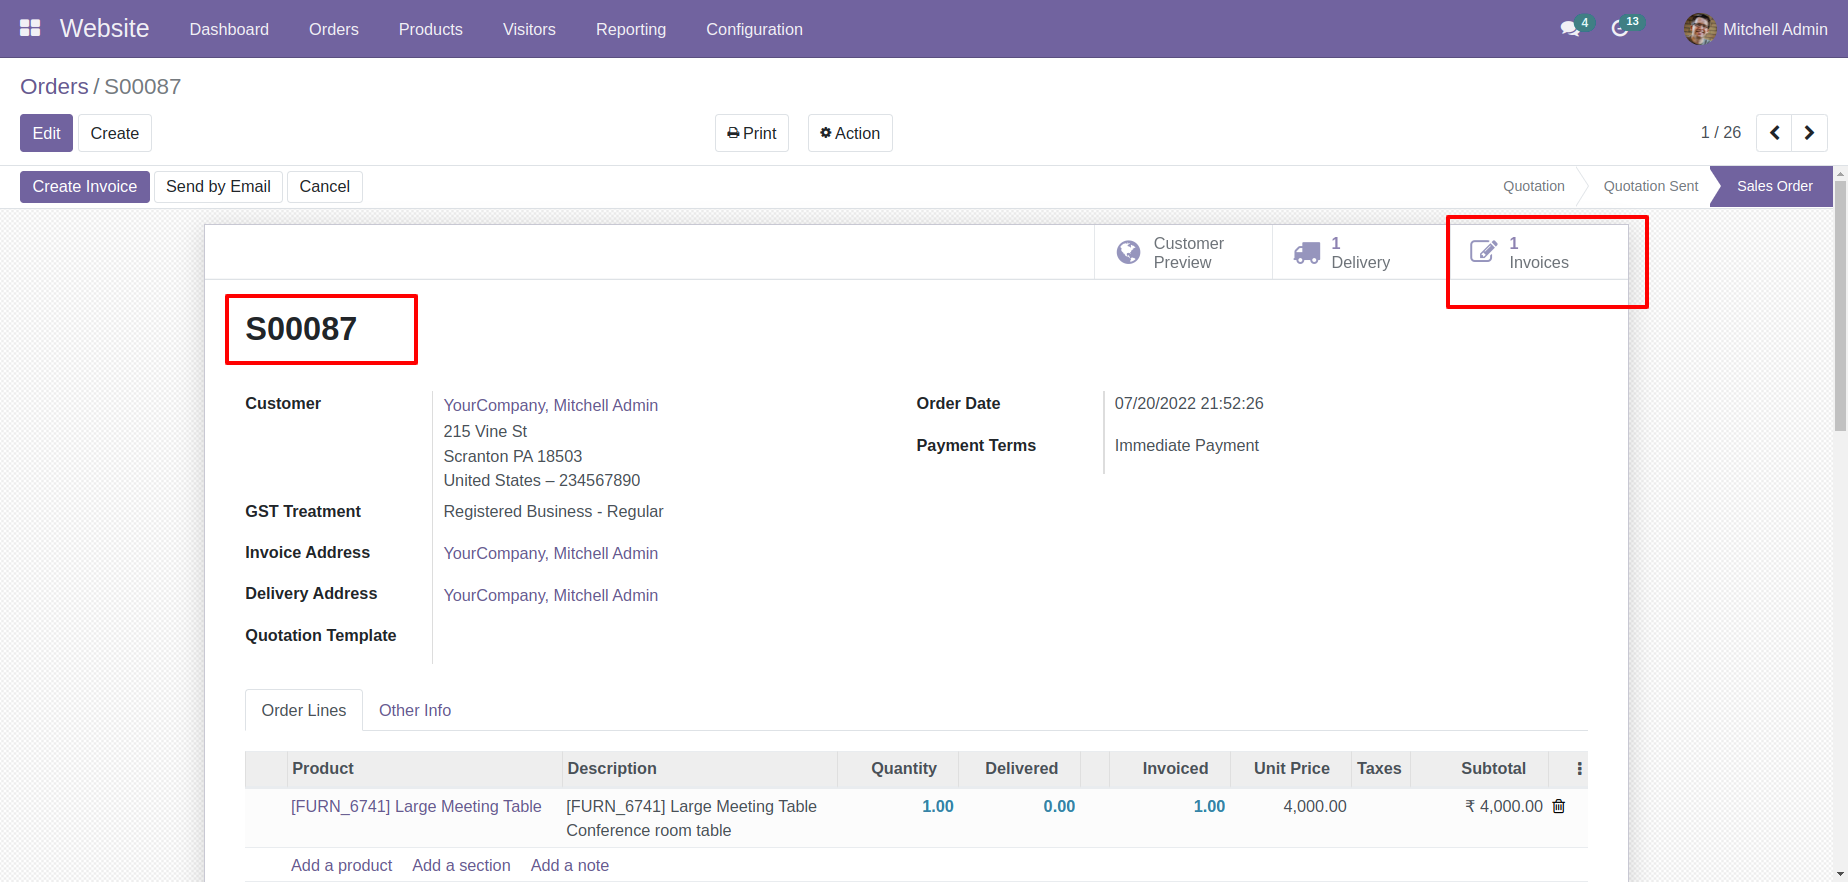 Website Dashboard Orders Products Visitors Reporting Configuration 4 13 Mitchell Admin
Orders / S00087
Edit Create Print Action 1 / 26
Create Invoice Send by Email Cancel Quotation Quotation Sent Sales Order
Customer Preview
1 Delivery
1 Invoices
S00087
Customer YourCompany, Mitchell Admin
215 Vine St
Scranton PA 18503
United States – 234567890
Order Date 07/20/2022 21:52:26
Payment Terms Immediate Payment
GST Treatment Registered Business - Regular
Invoice Address YourCompany, Mitchell Admin
Delivery Address YourCompany, Mitchell Admin
Quotation Template
Order Lines Other Info
Product Description Quantity Delivered Invoiced Unit Price Taxes Subtotal
[FURN_6741] Large Meeting Table [FURN_6741] Large Meeting Table 1.00 0.00 1.00 4,000.00 ₹ 4,000.00
Conference room table
Add a product Add a section Add a note